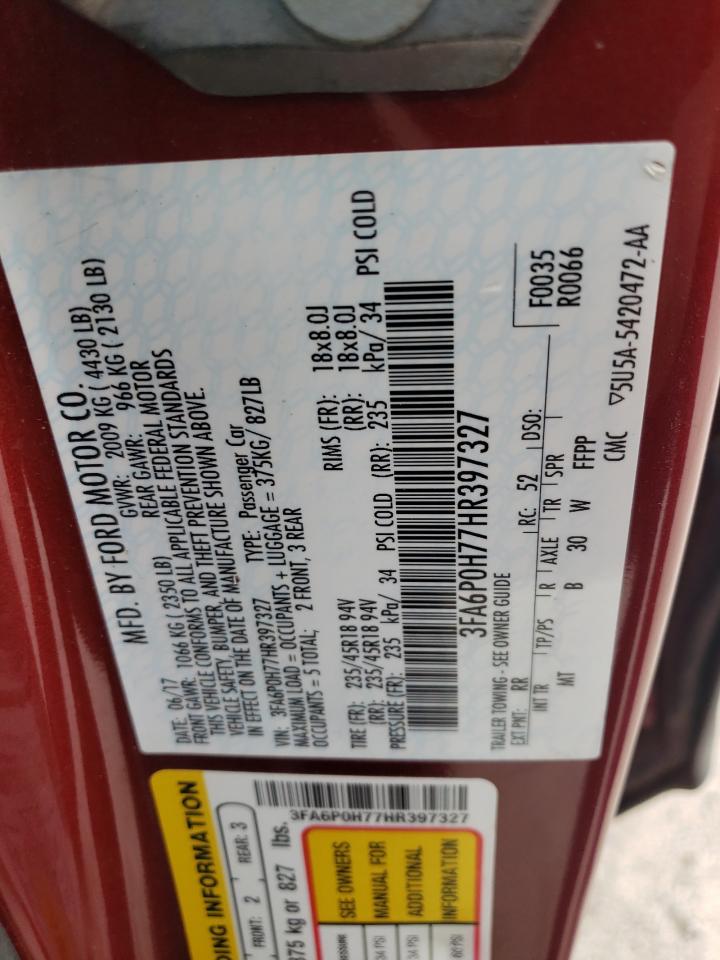 MFD. BY FORD MOTOR CO.
DATE: 06/17 GVWR: 2009 KG ( 4430 LB)
FRONT GAWR: 1066 KG ( 2350 LB) REAR GAWR: 966 KG ( 2130 LB)
THIS VEHICLE CONFORMS TO ALL APPLICABLE FEDERAL MOTOR
VEHICLE SAFETY, BUMPER, AND THEFT PREVENTION STANDARDS
IN EFFECT ON THE DATE OF MANUFACTURE SHOWN ABOVE.
VIN: 3FA6P0H77HR397327 TYPE: Passenger Car
MAXIMUM LOAD = OCCUPANTS + LUGGAGE = 375KG/ 827LB
OCCUPANTS = 5 TOTAL; 2 FRONT, 3 REAR
TIRE (FR): 235/45R18 94V RIMS (FR): 18x8.0J
(RR): 235/45R18 94V (RR): 18x8.0J
PRESSURE (FR): 235 kPa/ 34 PSI COLD (RR): 235 kPa/ 34 PSI COLD
3FA6P0H77HR397327
TRAILER TOWING - SEE OWNER GUIDE
F0035
R0066
EXT PNT: RR RC: 52 DSO:
INT TR TP/PS R AXLE TR SPR
MT B 30 W FFPP
CMC ▽5U5A-5420472-AA
3FA6P0H77HR397327
INFORMATION
FRONT: 2 REAR: 3
375 kg or 827 lbs.
SEE OWNERS
MANUAL FOR
ADDITIONAL
INFORMATION
34 PSI
34 PSI
60 PSI